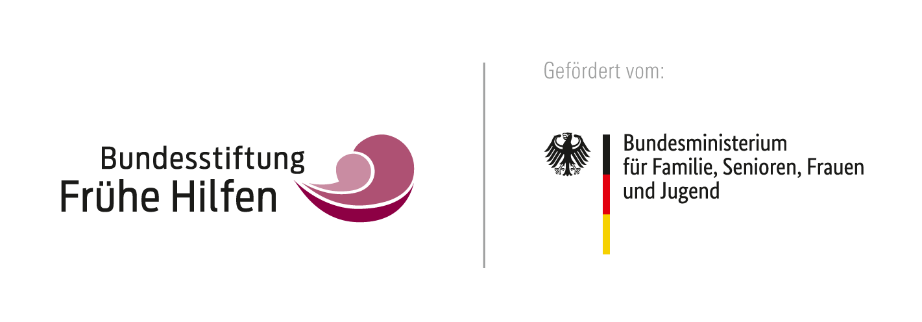 Bundesstiftung
Frühe Hilfen
Gefördert vom:
Bundesministerium
für Familie, Senioren, Frauen
und Jugend